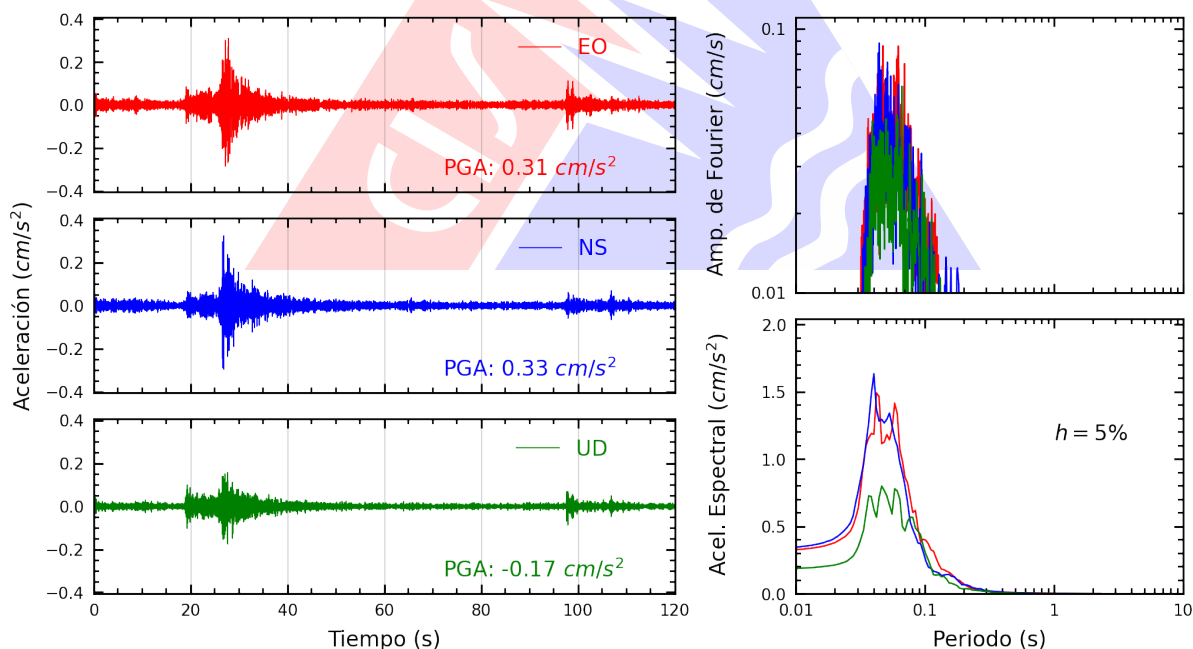 Aceleración (cm/s²)
0.4
0.2
0.0
−0.2
−0.4
EO
PGA: 0.31 cm/s²
0.4
0.2
0.0
−0.2
−0.4
NS
PGA: 0.33 cm/s²
0.4
0.2
0.0
−0.2
−0.4
UD
PGA: -0.17 cm/s²
0 20 40 60 80 100 120
Tiempo (s)
Amp. de Fourier (cm/s)
0.1
0.01
Acel. Espectral (cm/s²)
2.0
1.5
1.0
0.5
0.0
h = 5%
0.01 0.1 1 10
Periodo (s)